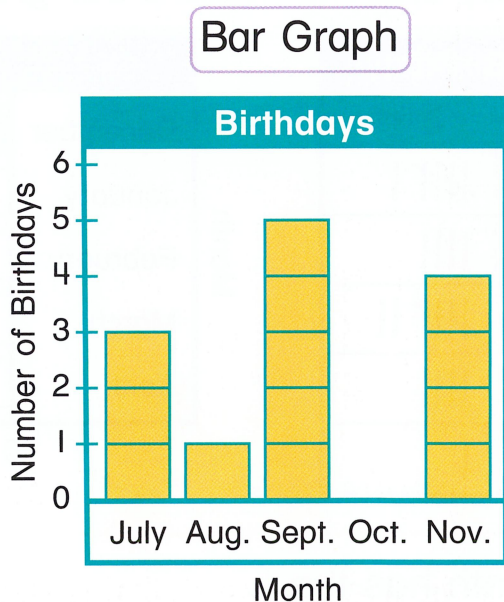 Bar Graph
Birthdays
Number of Birthdays
6
5
4
3
2
1
0
July Aug. Sept. Oct. Nov.
Month